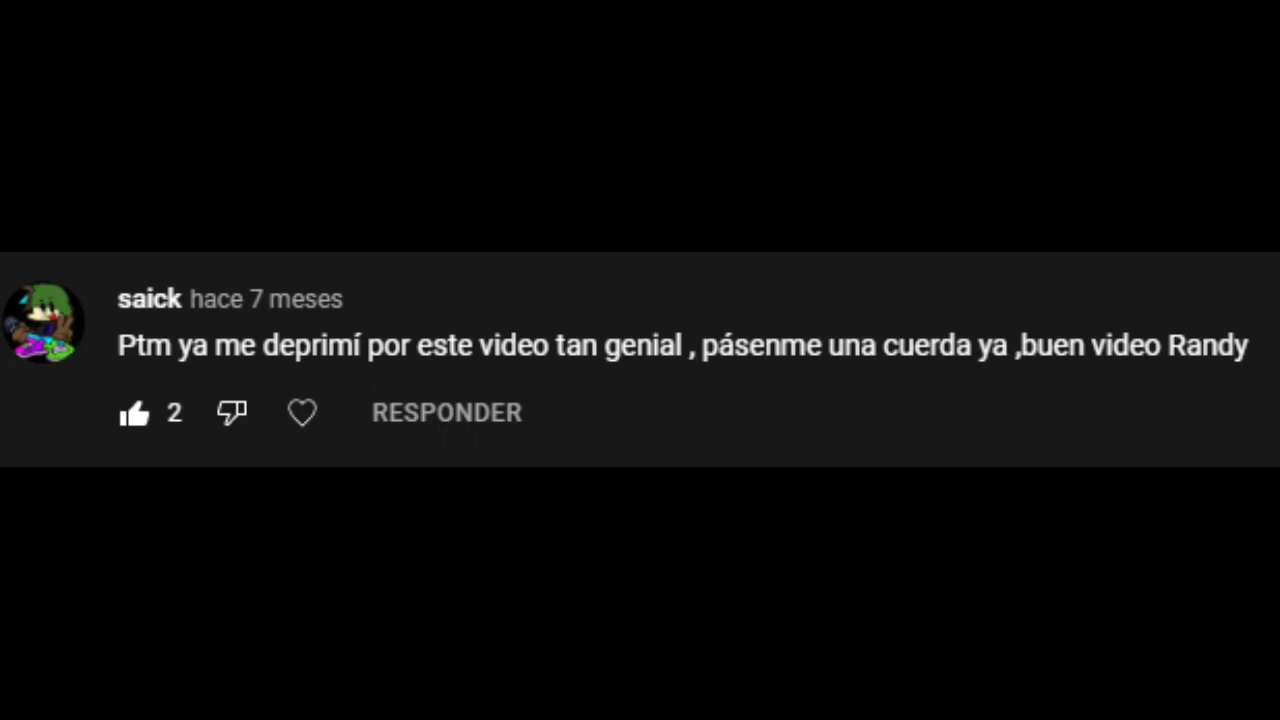 saick hace 7 meses
Ptm ya me deprimí por este video tan genial , pásenme una cuerda ya ,buen video Randy
2 RESPONDER